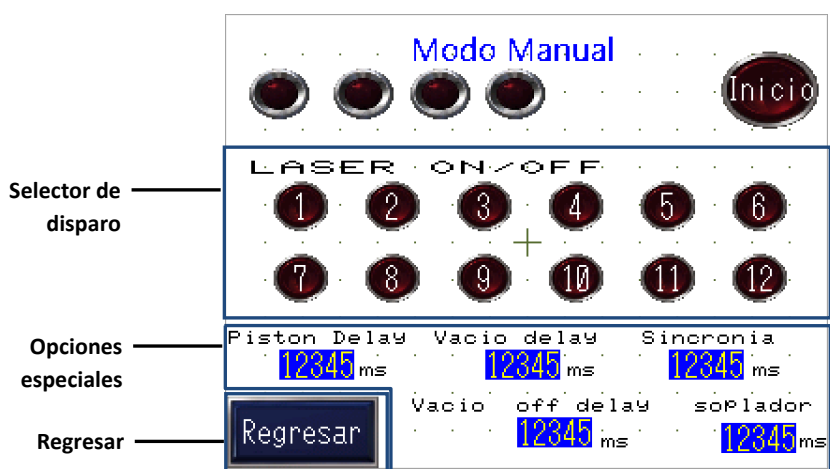 Modo Manual
Inicio
Selector de
disparo
LASER ON/OFF
1 2 3 4 5 6
7 8 9 10 11 12
Opciones
especiales
Piston Delay Vacio delay Sincronia
12345 ms 12345 ms 12345 ms
Regresar
Regresar
Vacio off delay soplador
12345 ms 12345 ms